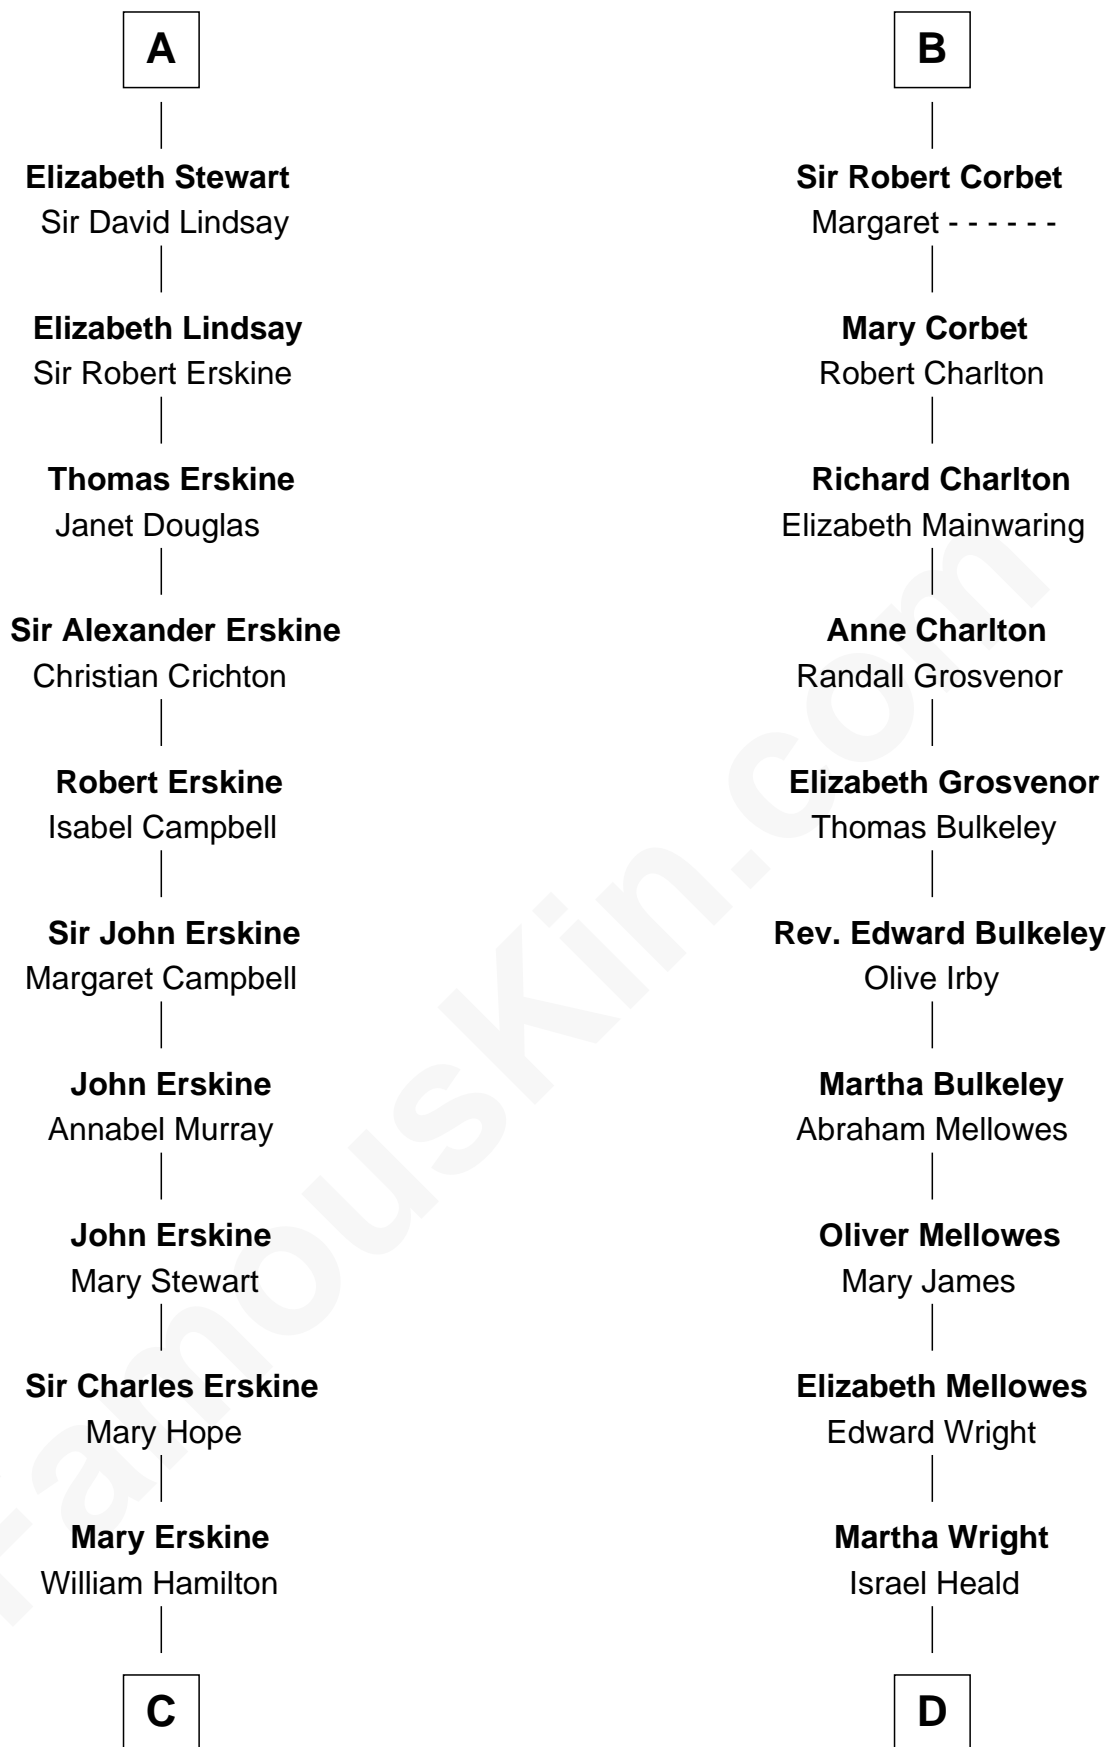 A
Elizabeth Stewart
Sir David Lindsay
Elizabeth Lindsay
Sir Robert Erskine
Thomas Erskine
Janet Douglas
Sir Alexander Erskine
Christian Crichton
Robert Erskine
Isabel Campbell
Sir John Erskine
Margaret Campbell
John Erskine
Annabel Murray
John Erskine
Mary Stewart
Sir Charles Erskine
Mary Hope
Mary Erskine
William Hamilton
C
B
Sir Robert Corbet
Margaret - - - - - -
Mary Corbet
Robert Charlton
Richard Charlton
Elizabeth Mainwaring
Anne Charlton
Randall Grosvenor
Elizabeth Grosvenor
Thomas Bulkeley
Rev. Edward Bulkeley
Olive Irby
Martha Bulkeley
Abraham Mellowes
Oliver Mellowes
Mary James
Elizabeth Mellowes
Edward Wright
Martha Wright
Israel Heald
D
FamousKin.com